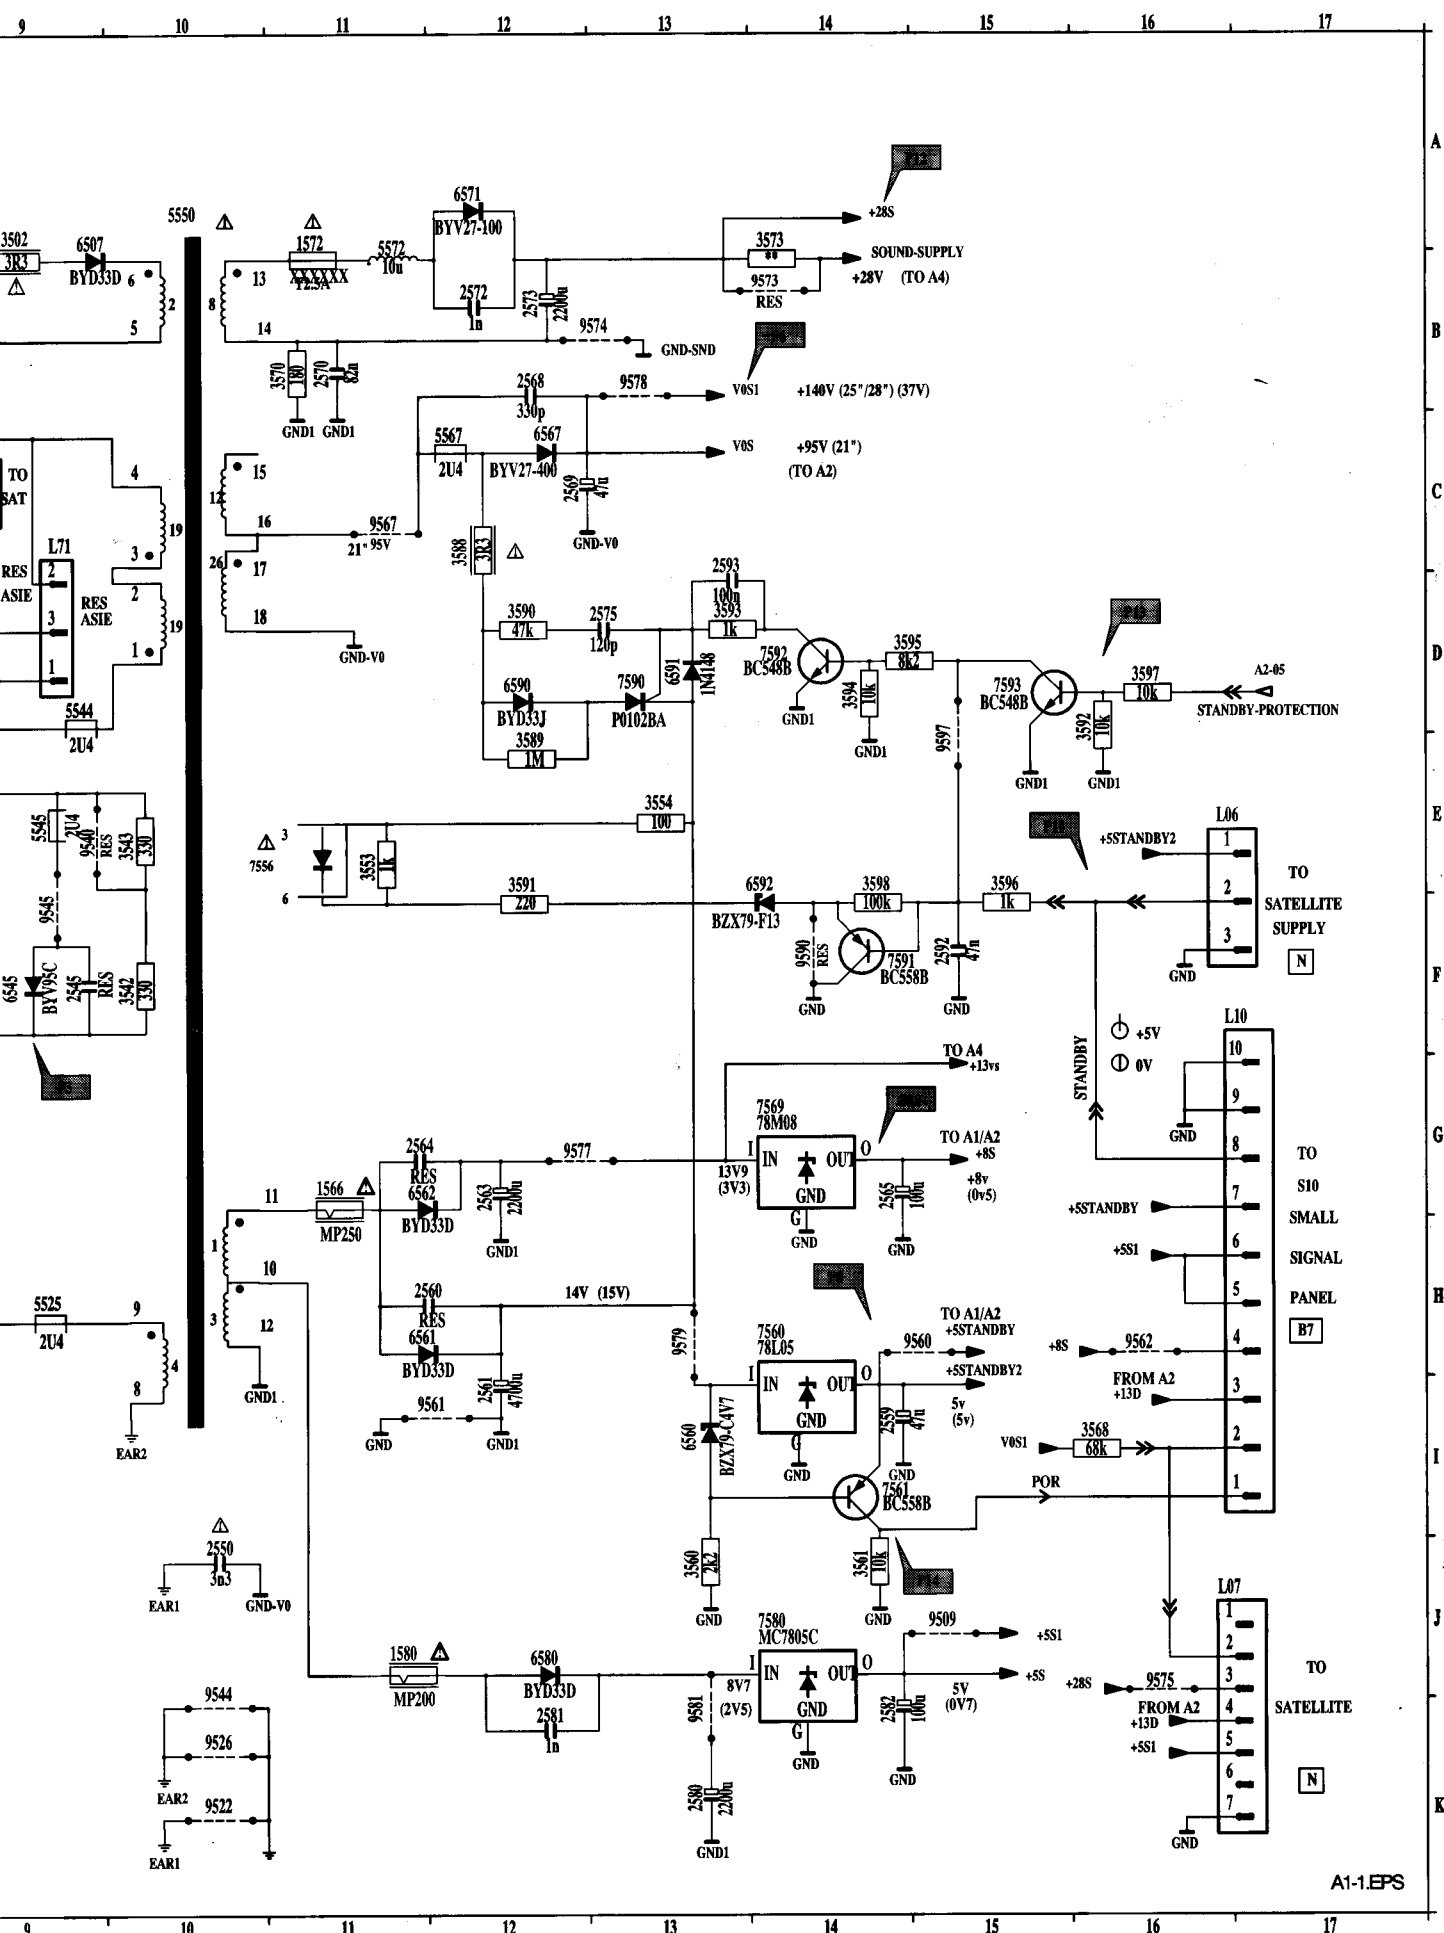 9 10 11 12 13 14 15 16 17
A
5550
6571
+28S
3502
6507
1572
5572
BYV27-100
3573
SOUND-SUPPLY
3R3
BYD33D
6
13
10u
**
+28V (TO A4)
2
8
2572
1n
2573
2200u
9573
RES
5
14
9574
B
GND-SND
3570
180
2570
82n
2568
9578
V0S1
+140V (25"/28") (37V)
330p
GND1 GND1
5567
6567
V0S
+95V (21")
2U4
BYV27-400
(TO A2)
TO
SAT
4
15
12
2569
47u
C
16
9567
21" 95V
19
3588
3R3
GND-V0
L71
3
26
17
2593
100n
RES
ASIE
2
RES
ASIE
2
18
3590
2575
3593
47k
120p
1k
3
19
GND-V0
7592
BC548B
3595
8k2
D
1
1
6591
1N4148
3597
A2-05
6590
7590
7593
BC548B
10k
STANDBY-PROTECTION
BYD33J
P0102BA
GND1
3594
10k
3592
10k
5544
2U4
3589
1M
GND1
9597
GND1
GND1
5545
2U4
9540
RES
3543
330
3
3554
100
E
L06
7556
3553
1k
+5STANDBY2
1
TO
6
3591
6592
3598
3596
2
SATELLITE
9545
220
BZX79-F13
100k
1k
SUPPLY
9590
RES
7591
BC558B
2592
47n
3
GND
N
6545
BYV95C
2545
RES
3542
330
F
GND
GND
L10
+5V
STANDBY
0V
10
TO A4
+13vs
9
7569
78M08
GND
G
2564
RES
9577
I
IN
OUT
O
TO A1/A2
+8S
8
TO
11
1566
6562
2563
2200u
13V9
(3V3)
GND
+8v
(0v5)
S10
MP250
BYD33D
G
2565
100u
+5STANDBY
7
SMALL
GND1
GND
GND
+5S1
6
SIGNAL
1
10
5
PANEL
3
12
2560
RES
14V (15V)
H
B7
5525
2U4
9
6561
BYD33D
9579
7560
78L05
TO A1/A2
+5STANDBY
9560
+8S
9562
4
4
8
GND1
2561
4700u
I
IN
OUT
O
+5STANDBY2
FROM A2
+13D
3
9561
6560
BZX79-C4V7
GND
5v
(5v)
EAR2
GND
GND1
G
2559
47u
V0S1
3568
68k
2
I
GND
GND
7561
BC558B
POR
1
2550
3n3
3560
2k2
3561
10k
EAR1
GND-V0
GND
GND
L07
J
7580
MC7805C
9509
+5S1
1
2
1580
6580
I
IN
OUT
O
+5S
+28S
9575
3
TO
MP200
BYD33D
8V7
(2V5)
GND
5V
(0V7)
FROM A2
+13D
4
SATELLITE
9544
2581
1n
9581
G
2582
100u
+5S1
5
9526
GND
GND
6
N
EAR2
9522
2580
2200u
7
K
EAR1
GND1
GND
A1-1.EPS
9 10 11 12 13 14 15 16 17